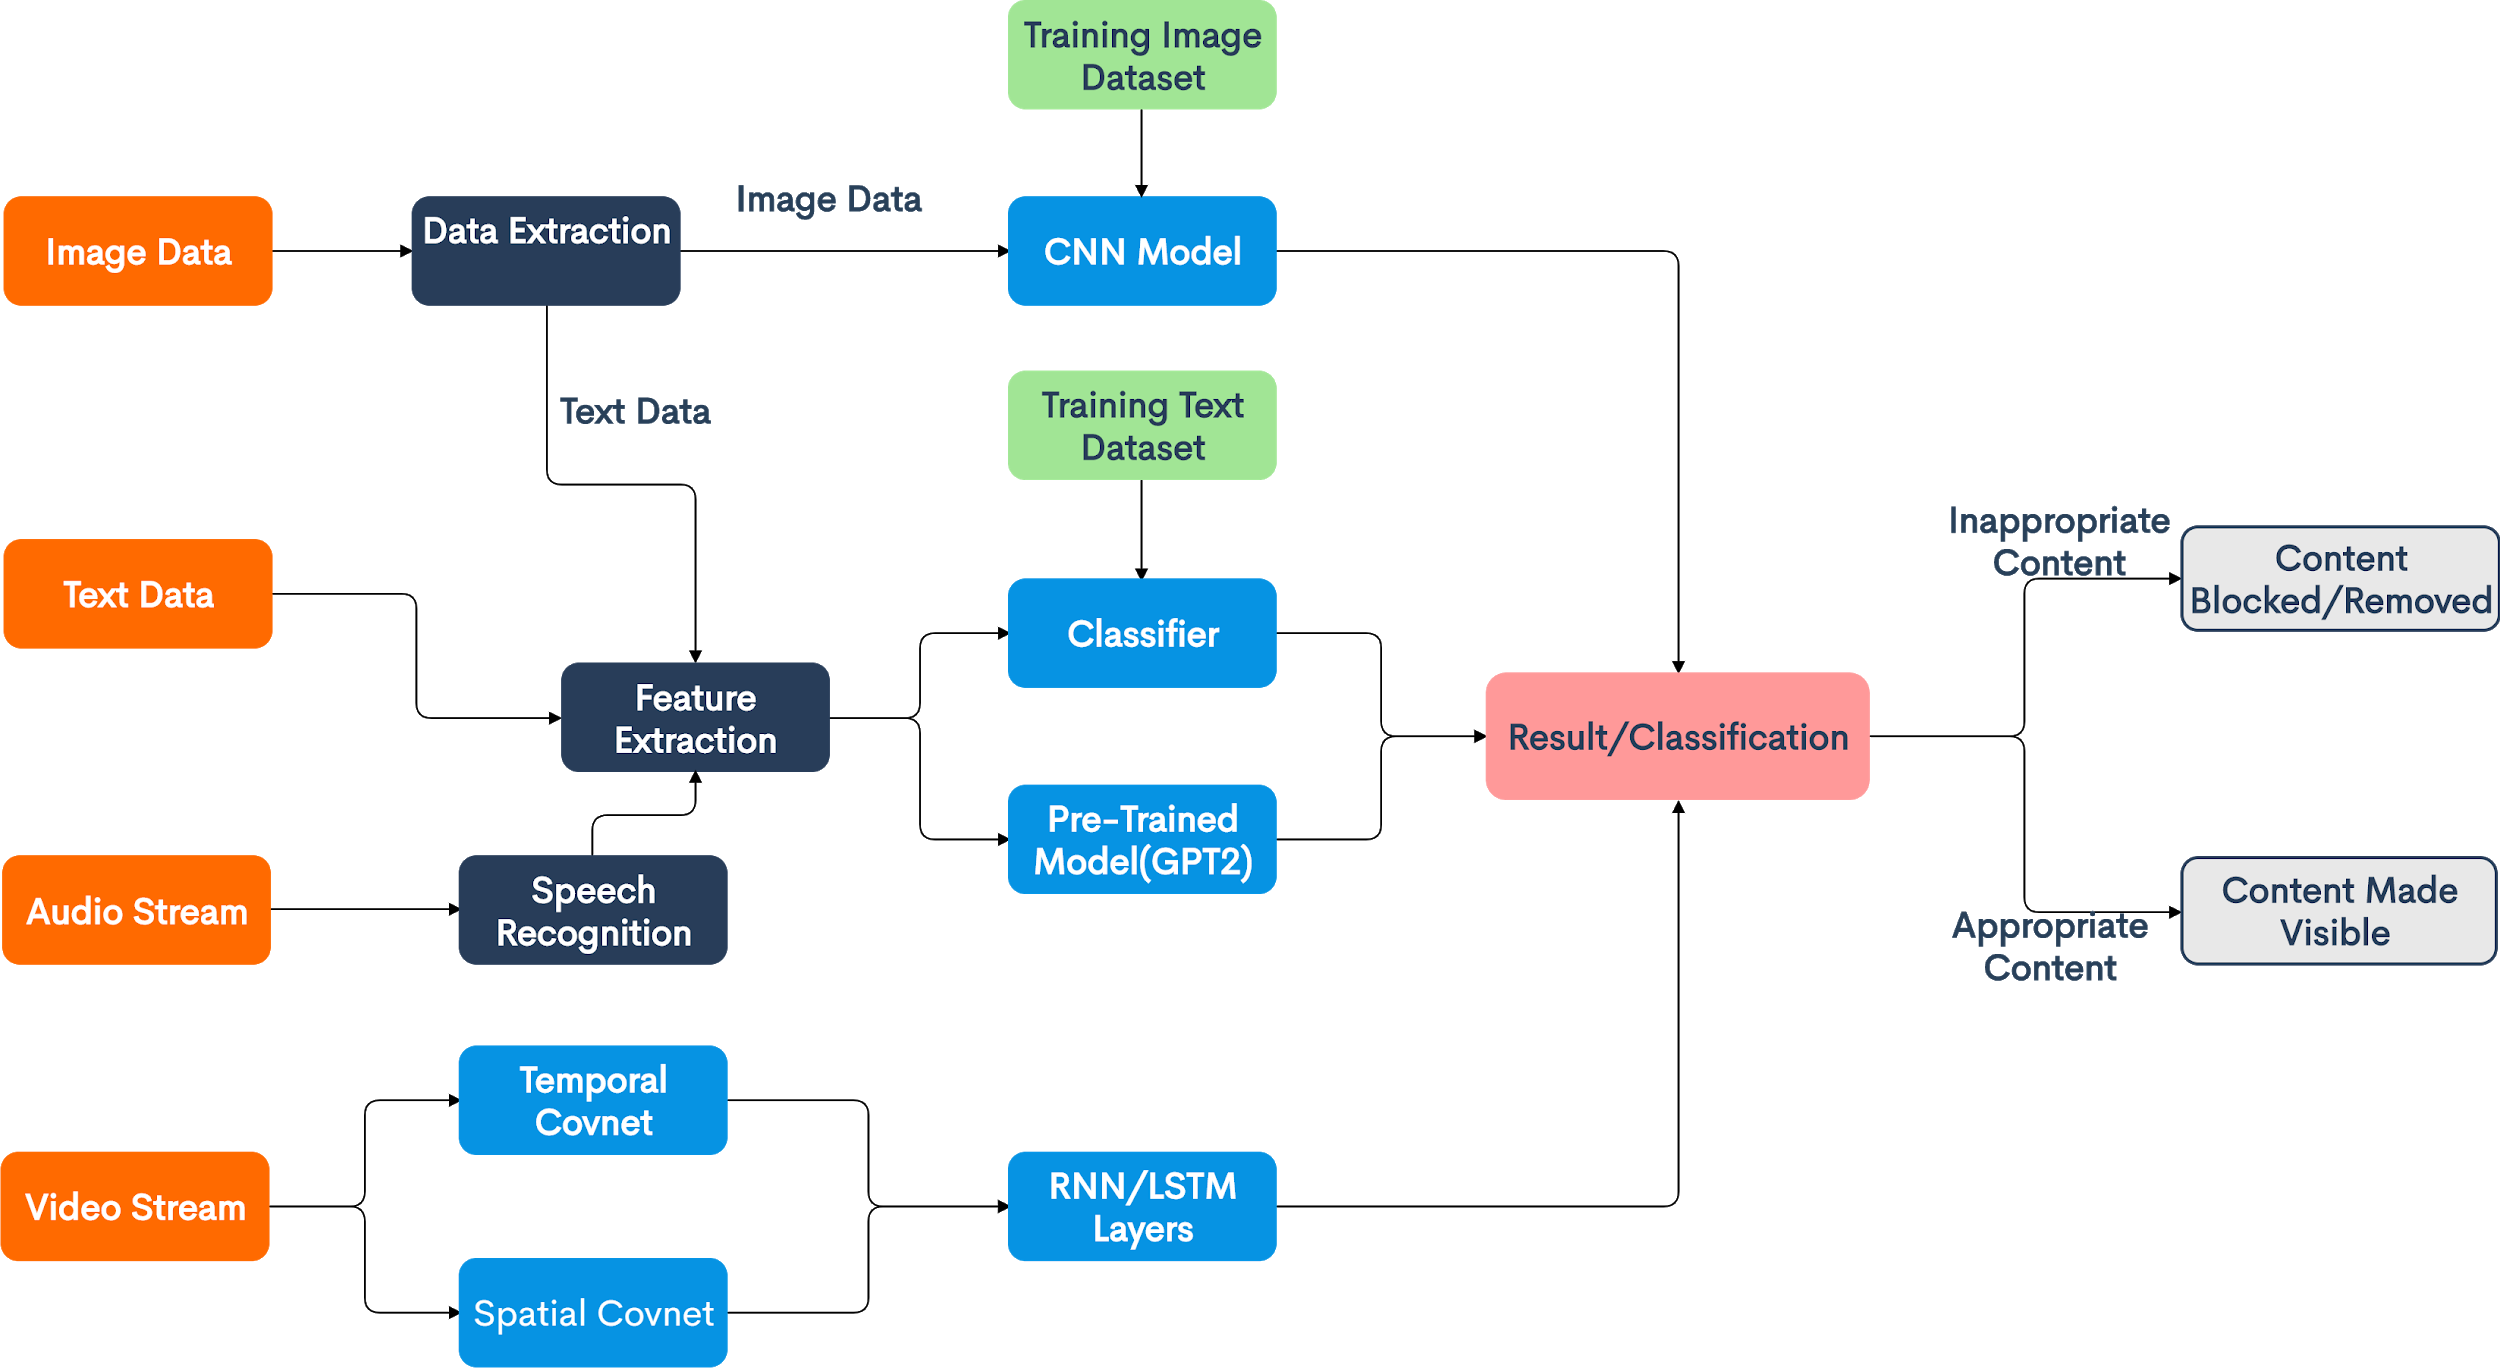 Training Image
Dataset
Image Data
Data Extraction
Image Data
CNN Model
Text Data
Training Text
Dataset
Text Data
Feature
Extraction
Classifier
Pre-Trained
Model(GPT2)
Audio Stream
Speech
Recognition
Result/Classification
Inappropriate
Content
Content
Blocked/Removed
Appropriate
Content
Content Made
Visible
Video Stream
Temporal
Covnet
Spatial Covnet
RNN/LSTM
Layers